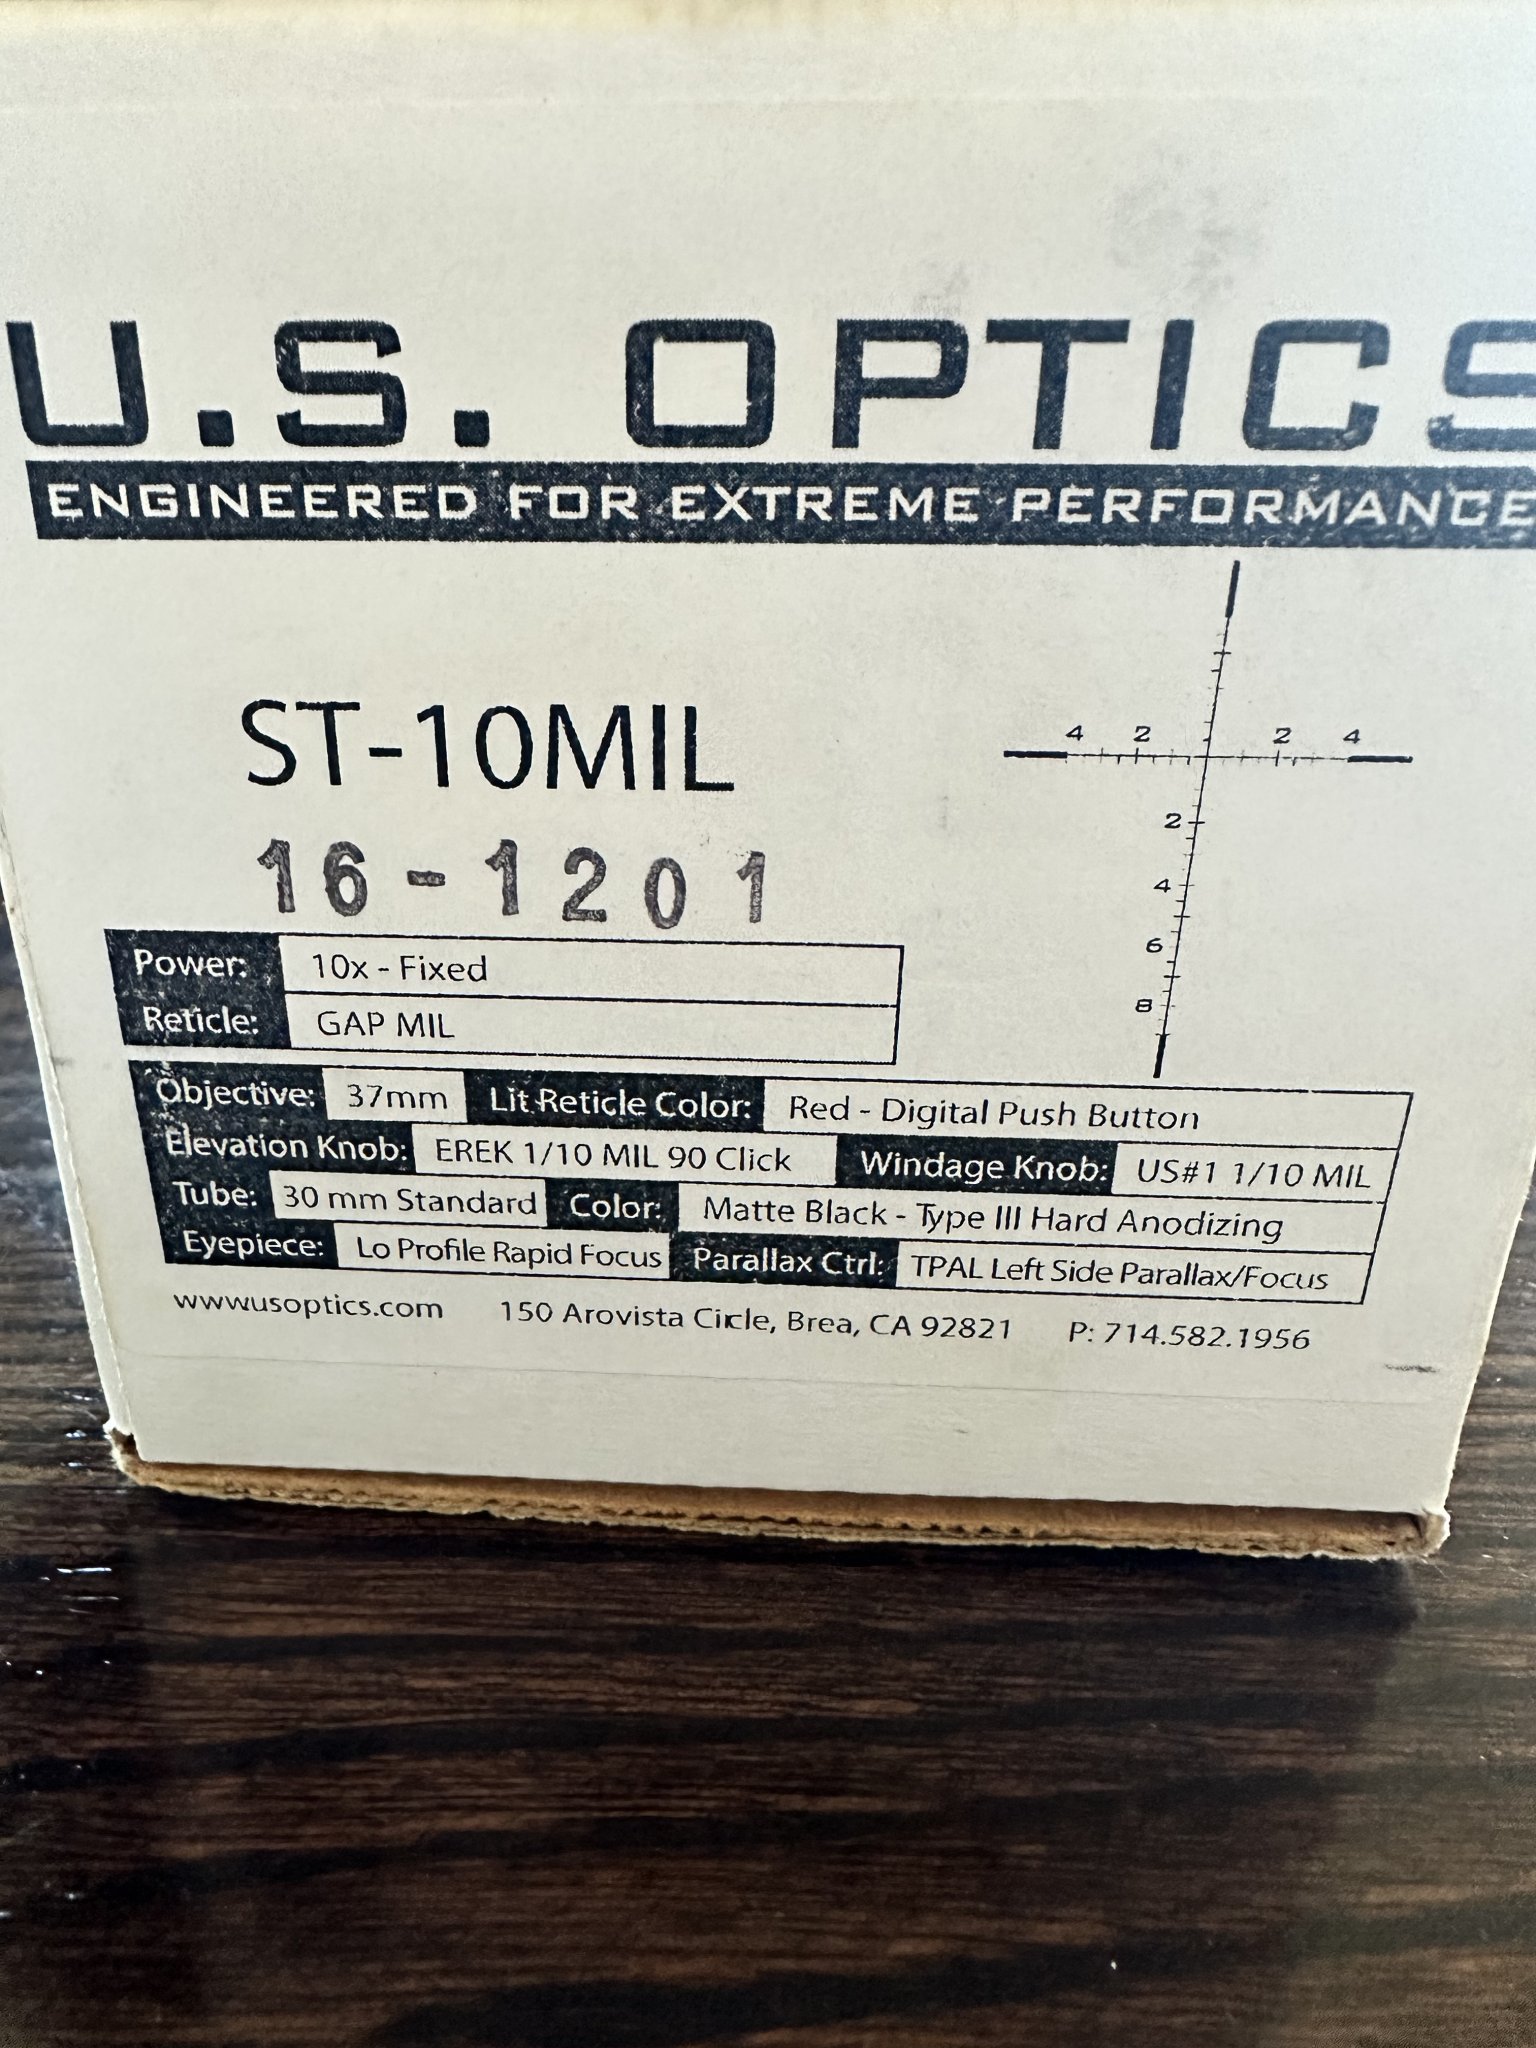 U.S. OPTICS
ENGINEERED FOR EXTREME PERFORMANCE
ST-10MIL
16-1201
4 2 2 4
2
4
6
8
Power: 10x - Fixed
Reticle: GAP MIL
Objective: 37mm Lit Reticle Color: Red - Digital Push Button
Elevation Knob: EREK 1/10 MIL 90 Click Windage Knob: US#1 1/10 MIL
Tube: 30 mm Standard Color: Matte Black - Type III Hard Anodizing
Eyepiece: Lo Profile Rapid Focus Parallax Ctrl: TPAL Left Side Parallax/Focus
www.usoptics.com 150 Arovista Circle, Brea, CA 92821 P: 714.582.1956